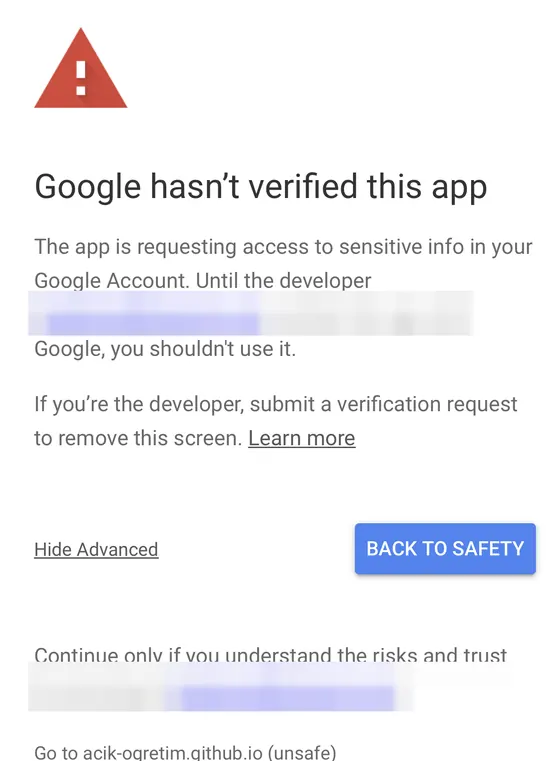 Google hasn’t verified this app
The app is requesting access to sensitive info in your
Google Account. Until the developer
Google, you shouldn't use it.
If you’re the developer, submit a verification request
to remove this screen. Learn more
Hide Advanced
BACK TO SAFETY
Continue only if you understand the risks and trust
Go to acik-ogretim.github.io (unsafe)